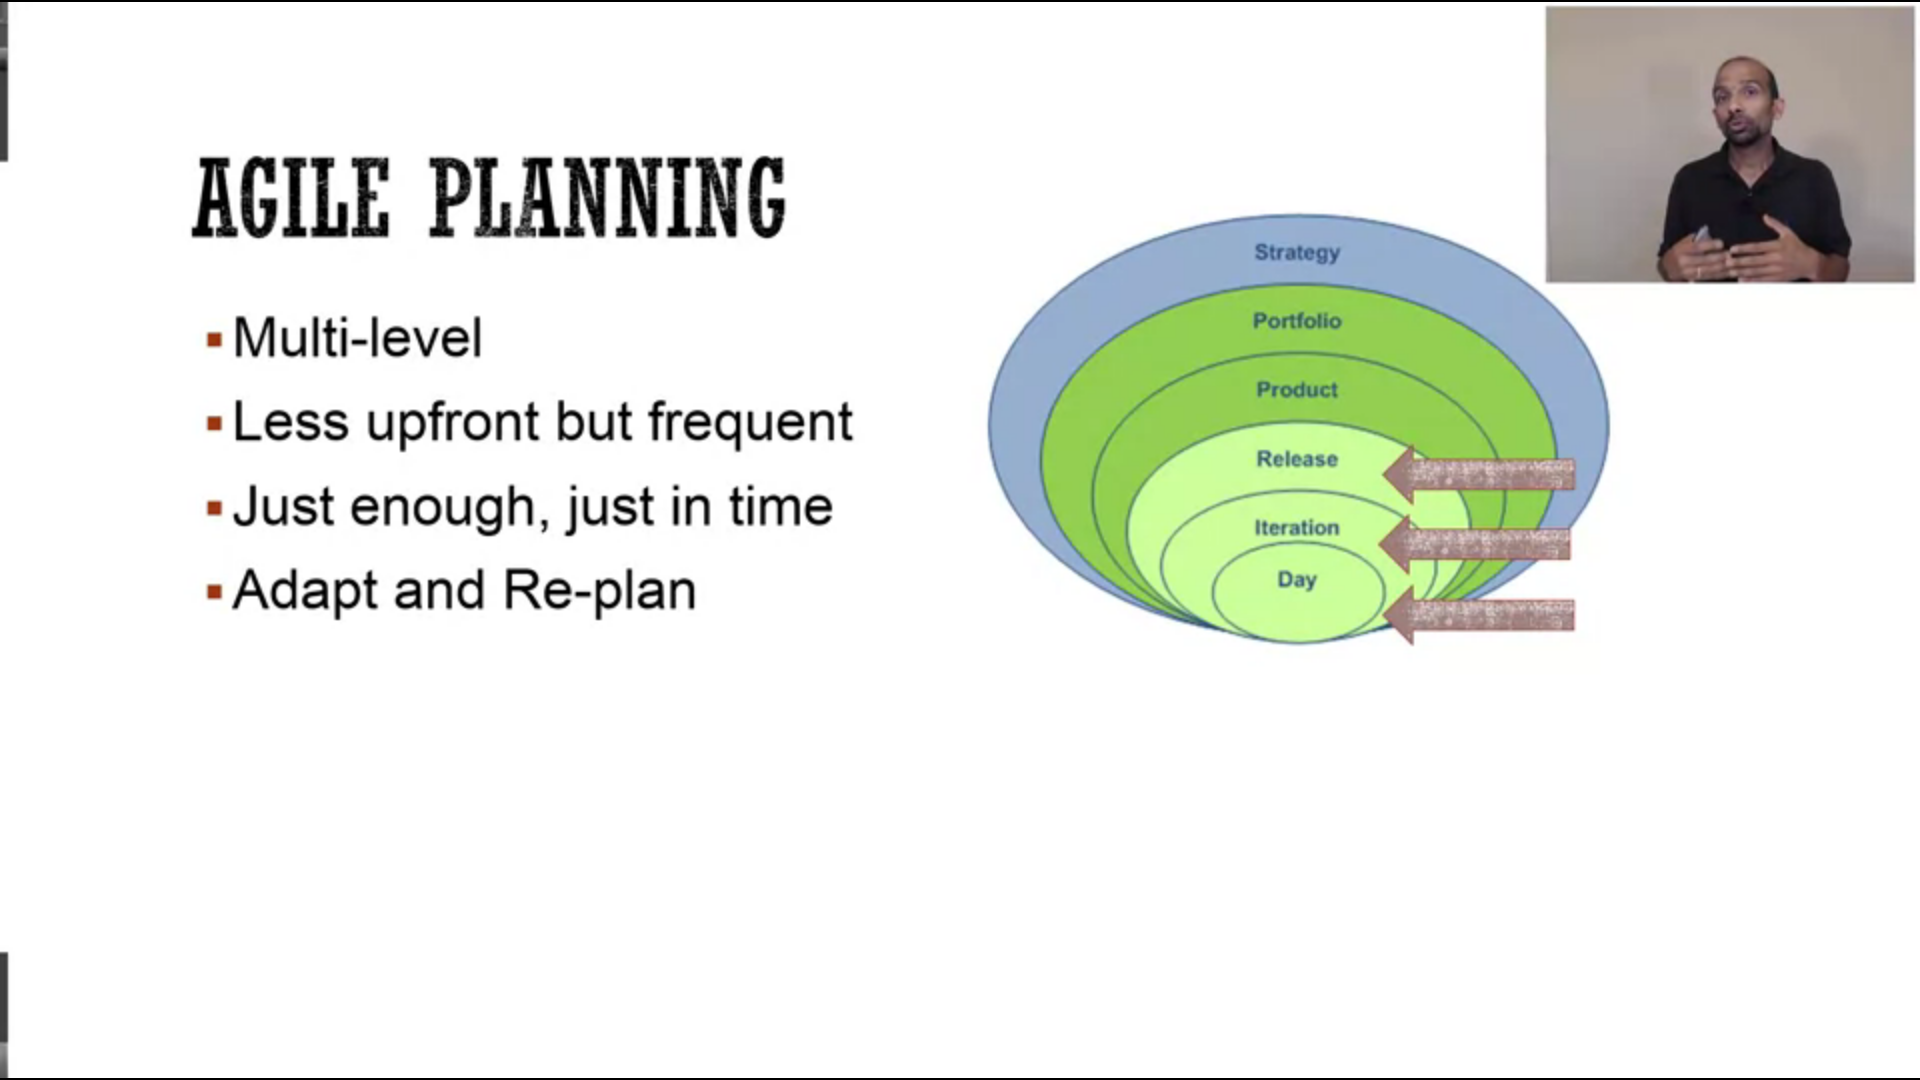 AGILE PLANNING
Multi-level
Less upfront but frequent
Just enough, just in time
Adapt and Re-plan
Strategy
Portfolio
Product
Release
Iteration
Day